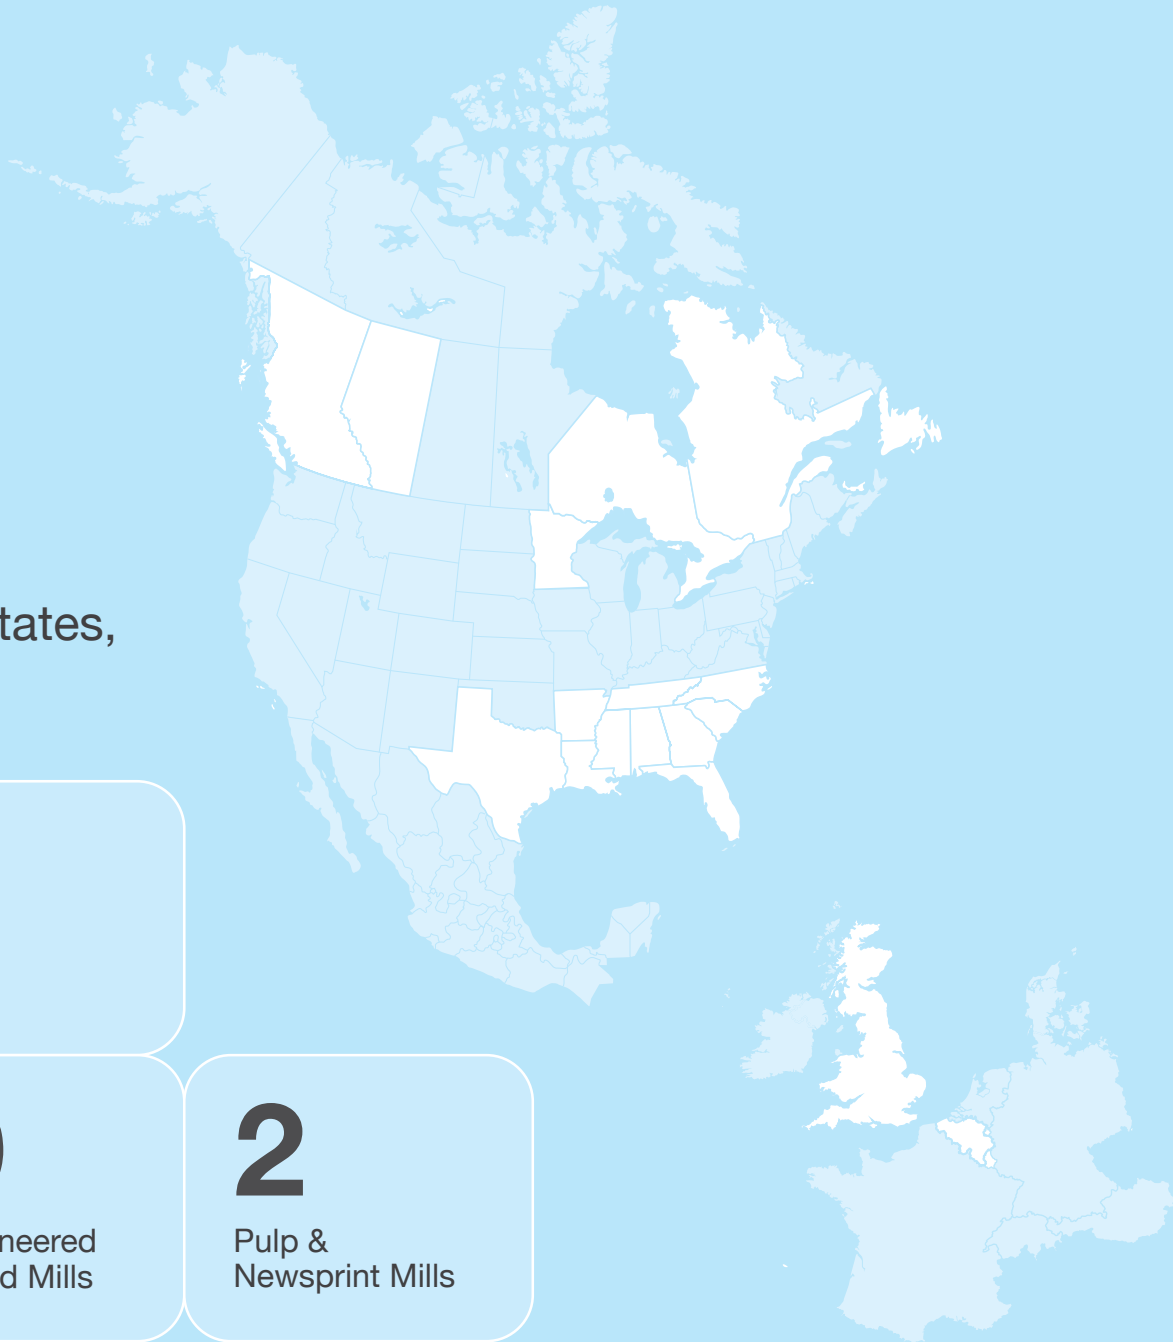 tates,
2
neered
d Mills
Pulp &
Newsprint Mills